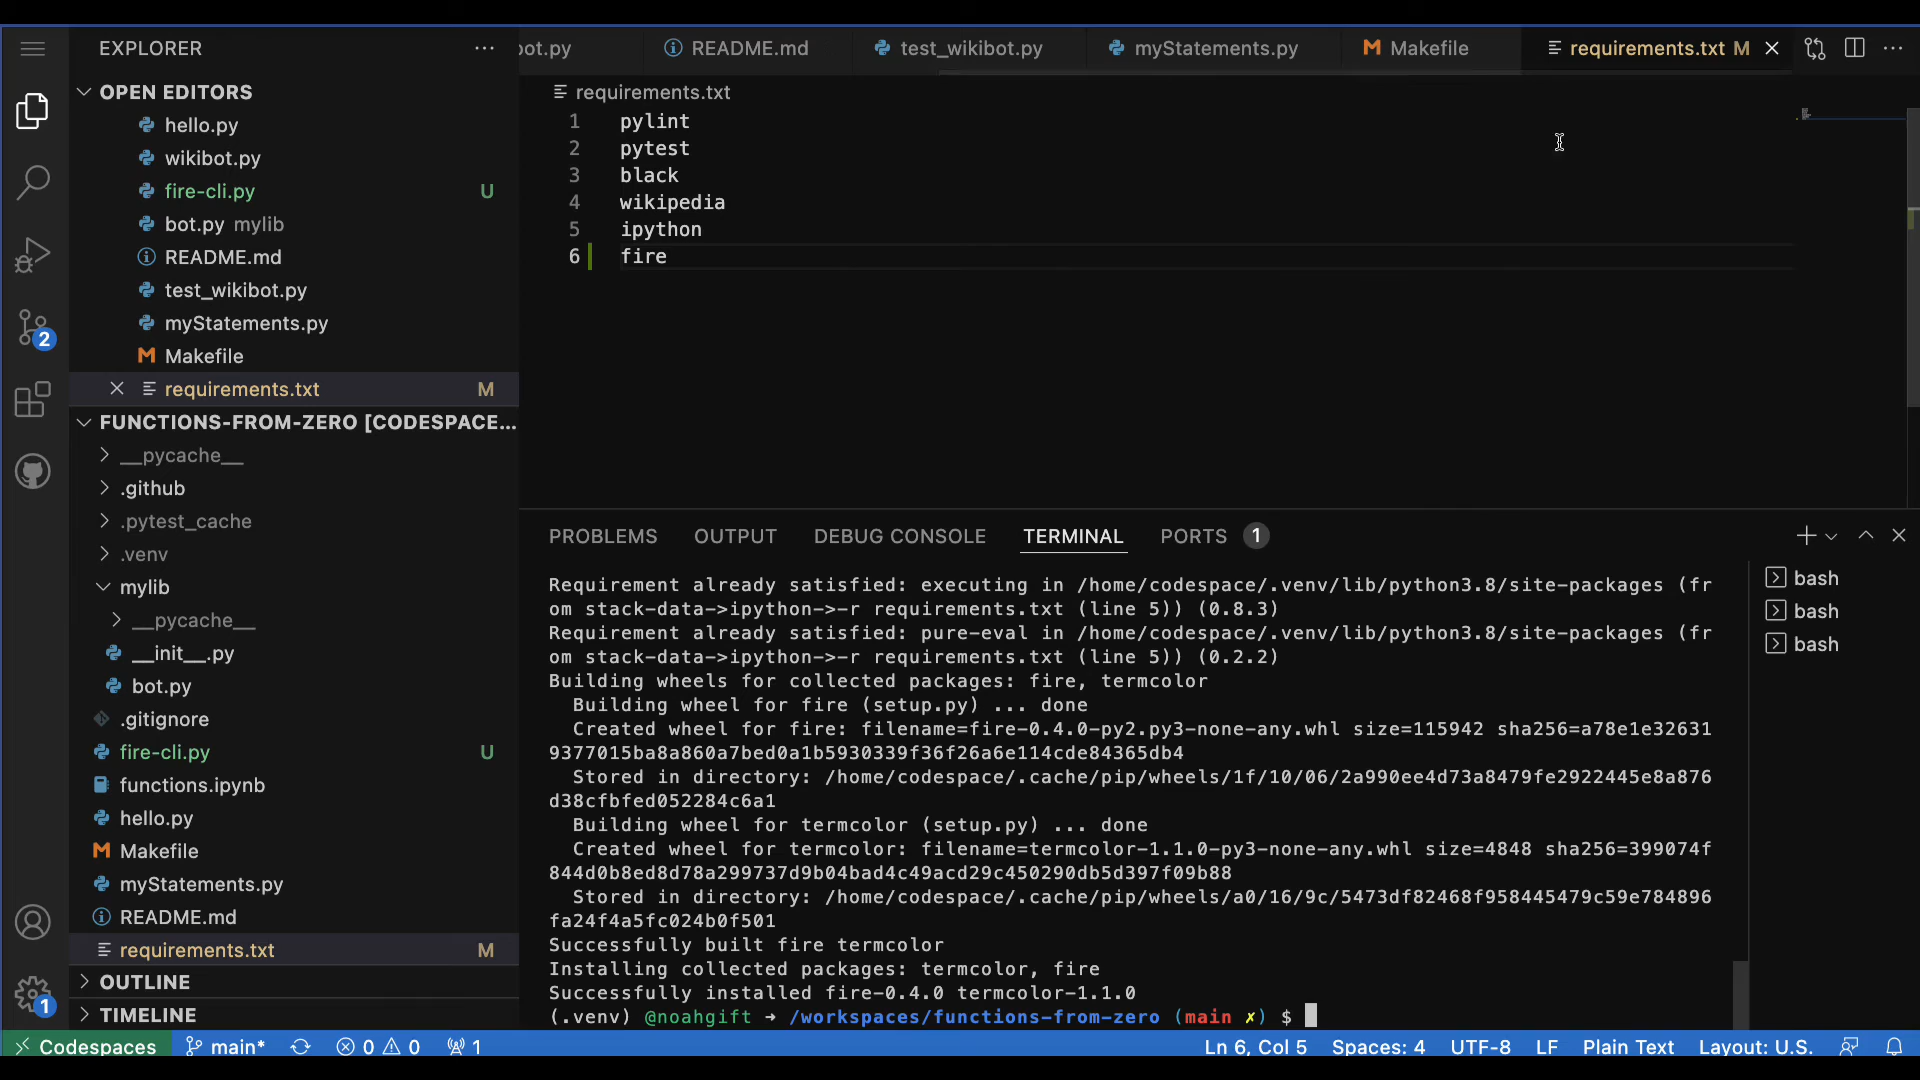 EXPLORER
OPEN EDITORS
hello.py
wikibot.py
fire-cli.py U
bot.py mylib
README.md
test_wikibot.py
myStatements.py
Makefile
requirements.txt M
FUNCTIONS-FROM-ZERO [CODESPACE...
__pycache__
.github
.pytest_cache
.venv
mylib
__pycache__
__init__.py
bot.py
.gitignore
fire-cli.py U
functions.ipynb
hello.py
Makefile
myStatements.py
README.md
requirements.txt M
OUTLINE
TIMELINE
2
1
bot.py README.md test_wikibot.py myStatements.py Makefile requirements.txt M
requirements.txt
1 pylint
2 pytest
3 black
4 wikipedia
5 ipython
6 fire
PROBLEMS OUTPUT DEBUG CONSOLE TERMINAL PORTS 1
Requirement already satisfied: executing in /home/codespace/.venv/lib/python3.8/site-packages (fr
om stack-data->ipython->-r requirements.txt (line 5)) (0.8.3)
Requirement already satisfied: pure-eval in /home/codespace/.venv/lib/python3.8/site-packages (fr
om stack-data->ipython->-r requirements.txt (line 5)) (0.2.2)
Building wheels for collected packages: fire, termcolor
Building wheel for fire (setup.py) ... done
Created wheel for fire: filename=fire-0.4.0-py2.py3-none-any.whl size=115942 sha256=a78e1e32631
9377015ba8a860a7bed0a1b5930339f36f26a6e114cde84365db4
Stored in directory: /home/codespace/.cache/pip/wheels/1f/10/06/2a990ee4d73a8479fe2922445e8a876
d38cfbfed052284c6a1
Building wheel for termcolor (setup.py) ... done
Created wheel for termcolor: filename=termcolor-1.1.0-py3-none-any.whl size=4848 sha256=399074f
844d0b8ed8d78a299737d9b04bad4c49acd29c450290db5d397f09b88
Stored in directory: /home/codespace/.cache/pip/wheels/a0/16/9c/5473df82468f958445479c59e784896
fa24f4a5fc024b0f501
Successfully built fire termcolor
Installing collected packages: termcolor, fire
Successfully installed fire-0.4.0 termcolor-1.1.0
(.venv) @noahgift → /workspaces/functions-from-zero (main ✗) $
bash
bash
bash
Codespaces main* 0 0 1 Ln 6, Col 5 Spaces: 4 UTF-8 LF Plain Text Layout: U.S.